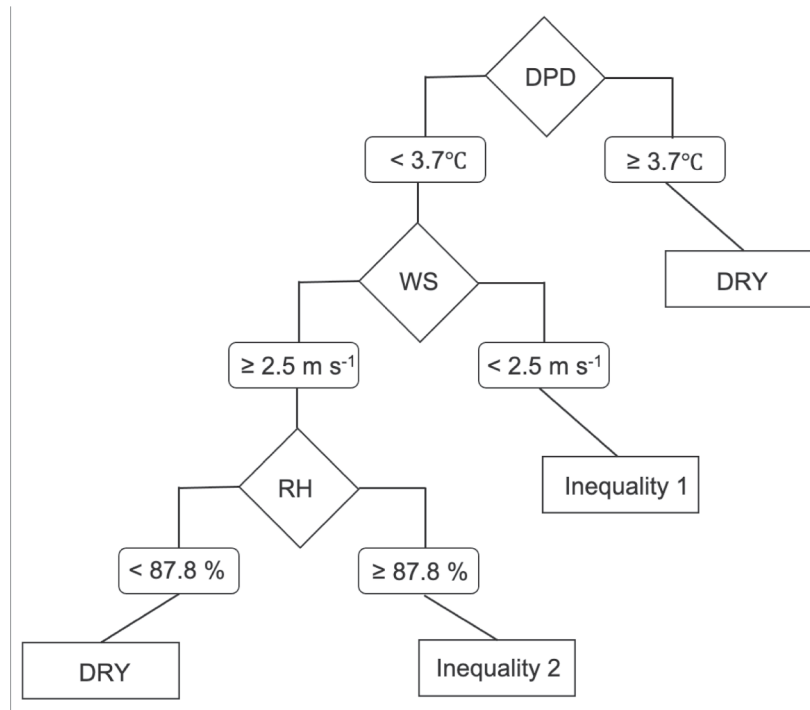 DPD
< 3.7℃
≥ 3.7℃
WS
DRY
≥ 2.5 m s⁻¹
< 2.5 m s⁻¹
RH
Inequality 1
< 87.8 %
≥ 87.8 %
DRY
Inequality 2